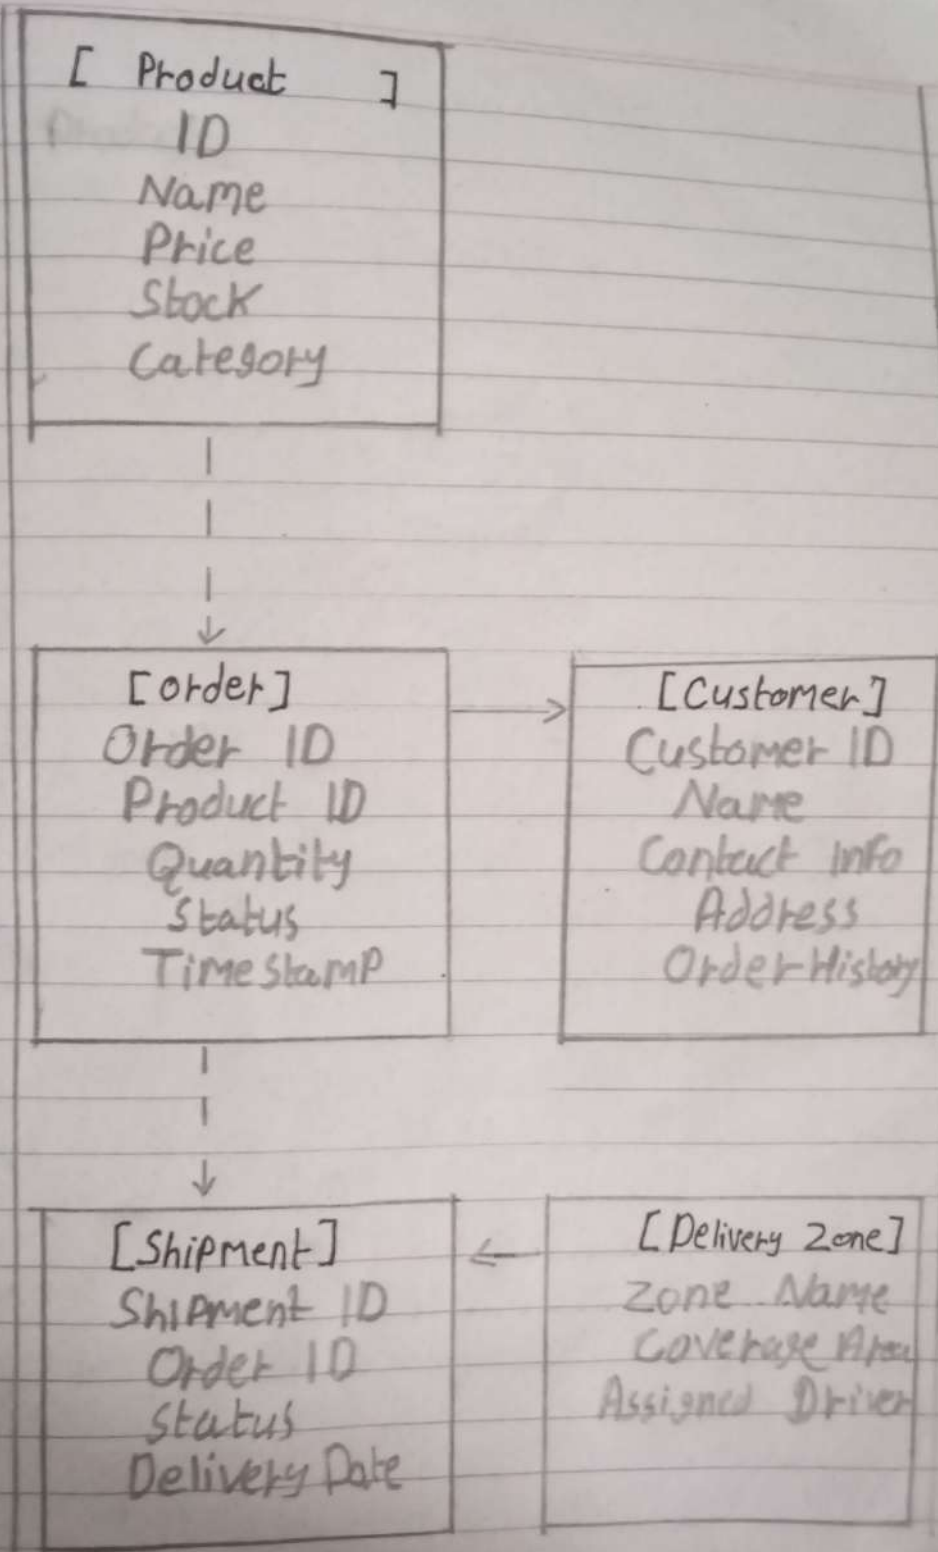 [ Product ]
ID
Name
Price
Stock
Category
[Order]
Order ID
Product ID
Quantity
Status
TimeStamp
[Customer]
Customer ID
Name
Contact Info
Address
Order History
[Shipment]
Shipment ID
Order ID
Status
Delivery Date
[Delivery Zone]
Zone Name
Coverage Area
Assigned Driver